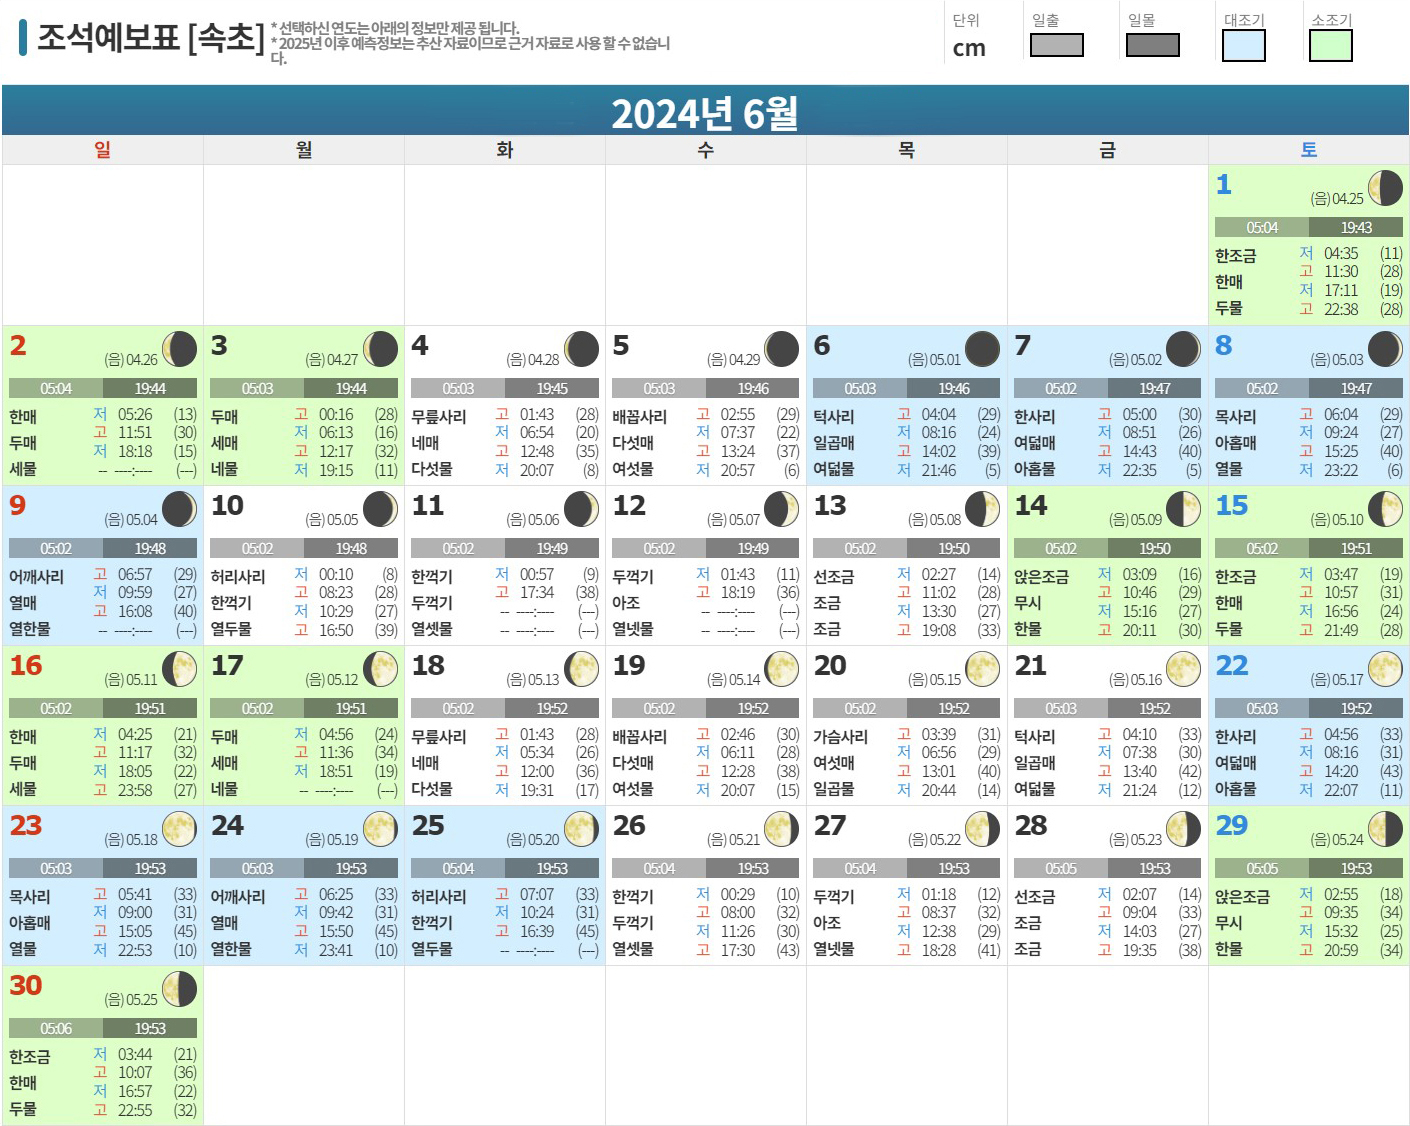 조석예보표 [속초]
* 선택하신 연도는 아래의 정보만 제공 됩니다.
* 2025년 이후 예측정보는 추산 자료이므로 근거 자료로 사용 할 수 없습니
다.
단위 일출 일몰 대조기 소조기
cm
2024년 6월
일 월 화 수 목 금 토
1 (음) 04.25
05:04 19:43
한조금 한매 두물
저 04:35 (11)
고 11:30 (28)
저 17:11 (19)
고 22:38 (28)
2 (음) 04.26
05:04 19:44
한매 두매 세물
저 05:26 (13)
고 11:51 (30)
저 18:18 (15)
-- ----:---- (---)
3 (음) 04.27
05:03 19:44
두매 세매 네물
고 00:16 (28)
저 06:13 (16)
고 12:17 (32)
저 19:15 (11)
4 (음) 04.28
05:03 19:45
무릎사리 네매 다섯물
고 01:43 (28)
저 06:54 (20)
고 12:48 (35)
저 20:07 (8)
5 (음) 04.29
05:03 19:46
배꼽사리 다섯매 여섯물
고 02:55 (29)
저 07:37 (22)
고 13:24 (37)
저 20:57 (6)
6 (음) 05.01
05:03 19:46
턱사리 일곱매 여덟물
고 04:04 (29)
저 08:16 (24)
고 14:02 (39)
저 21:46 (5)
7 (음) 05.02
05:02 19:47
한사리 여덟매 아홉물
고 05:00 (30)
저 08:51 (26)
고 14:43 (40)
저 22:35 (5)
8 (음) 05.03
05:02 19:47
목사리 아홉매 열물
고 06:04 (29)
저 09:24 (27)
고 15:25 (40)
저 23:22 (6)
9 (음) 05.04
05:02 19:48
어깨사리 열매 열한물
고 06:57 (29)
저 09:59 (27)
고 16:08 (40)
-- ----:---- (---)
10 (음) 05.05
05:02 19:48
허리사리 한꺽기 열두물
저 00:10 (8)
고 08:23 (28)
저 10:29 (27)
고 16:50 (39)
11 (음) 05.06
05:02 19:49
한꺽기 두꺽기 열셋물
저 00:57 (9)
고 17:34 (38)
-- ----:---- (---)
-- ----:---- (---)
12 (음) 05.07
05:02 19:49
두꺽기 아조 열넷물
저 01:43 (11)
고 18:19 (36)
-- ----:---- (---)
-- ----:---- (---)
13 (음) 05.08
05:02 19:50
선조금 조금 조금
저 02:27 (14)
고 11:02 (28)
저 13:30 (27)
고 19:08 (33)
14 (음) 05.09
05:02 19:50
앉은조금 무시 한물
저 03:09 (16)
고 10:46 (29)
저 15:16 (27)
고 20:11 (30)
15 (음) 05.10
05:02 19:51
한조금 한매 두물
저 03:47 (19)
고 10:57 (31)
저 16:56 (24)
고 21:49 (28)
16 (음) 05.11
05:02 19:51
한매 두매 세물
저 04:25 (21)
고 11:17 (32)
저 18:05 (22)
고 23:58 (27)
17 (음) 05.12
05:02 19:51
두매 세매 네물
저 04:56 (24)
고 11:36 (34)
저 18:51 (19)
-- ----:---- (---)
18 (음) 05.13
05:02 19:52
무릎사리 네매 다섯물
고 01:43 (28)
저 05:34 (26)
고 12:00 (36)
저 19:31 (17)
19 (음) 05.14
05:02 19:52
배꼽사리 다섯매 여섯물
고 02:46 (30)
저 06:11 (28)
고 12:28 (38)
저 20:07 (15)
20 (음) 05.15
05:02 19:52
가슴사리 여섯매 일곱물
고 03:39 (31)
저 06:56 (29)
고 13:01 (40)
저 20:44 (14)
21 (음) 05.16
05:03 19:52
턱사리 일곱매 여덟물
고 04:10 (33)
저 07:38 (30)
고 13:40 (42)
저 21:24 (12)
22 (음) 05.17
05:03 19:52
한사리 여덟매 아홉물
고 04:56 (33)
저 08:16 (31)
고 14:20 (43)
저 22:07 (11)
23 (음) 05.18
05:03 19:53
목사리 아홉매 열물
고 05:41 (33)
저 09:00 (31)
고 15:05 (45)
저 22:53 (10)
24 (음) 05.19
05:03 19:53
어깨사리 열매 열한물
고 06:25 (33)
저 09:42 (31)
고 15:50 (45)
저 23:41 (10)
25 (음) 05.20
05:04 19:53
허리사리 한꺽기 열두물
고 07:07 (33)
저 10:24 (31)
고 16:39 (45)
-- ----:---- (---)
26 (음) 05.21
05:04 19:53
한꺽기 두꺽기 열셋물
저 00:29 (10)
고 08:00 (32)
저 11:26 (30)
고 17:30 (43)
27 (음) 05.22
05:04 19:53
두꺽기 아조 열넷물
저 01:18 (12)
고 08:37 (32)
저 12:38 (29)
고 18:28 (41)
28 (음) 05.23
05:05 19:53
선조금 조금 조금
저 02:07 (14)
고 09:04 (33)
저 14:03 (27)
고 19:35 (38)
29 (음) 05.24
05:05 19:53
앉은조금 무시 한물
저 02:55 (18)
고 09:35 (34)
저 15:32 (25)
고 20:59 (34)
30 (음) 05.25
05:06 19:53
한조금 한매 두물
저 03:44 (21)
고 10:07 (36)
저 16:57 (22)
고 22:55 (32)